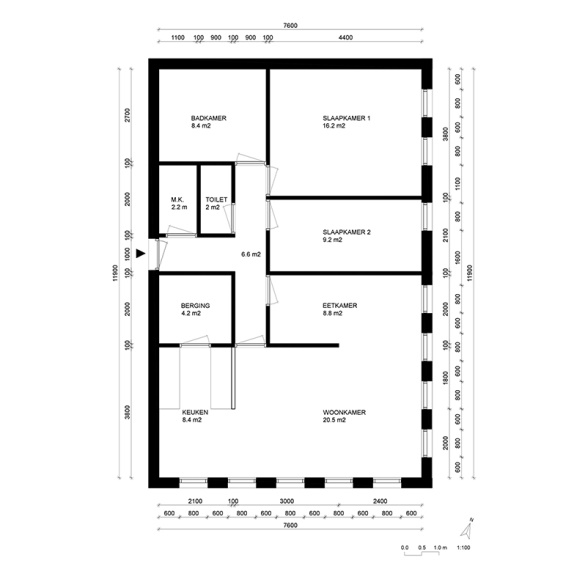 7600
1100 100 900 100 900 100 4400
BADKAMER
8.4 m2
SLAAPKAMER 1
16.2 m2
M.K.
2.2 m
TOILET
2 m2
SLAAPKAMER 2
9.2 m2
6.6 m2
BERGING
4.2 m2
EETKAMER
8.8 m2
KEUKEN
8.4 m2
WOONKAMER
20.5 m2
11900
2700
100
2000
100
1000
100
2000
100
3800
3800
100
2100
100
2000
100
1800
2000
600
800
600
800
1100
800
1600
800
600
800
600
800
600
800
600
11900
2100 100 3000 2400
600 800 600 800 600 800 600 800 600 800 600
7600
N
0.0 0.5 1.0 m 1:100